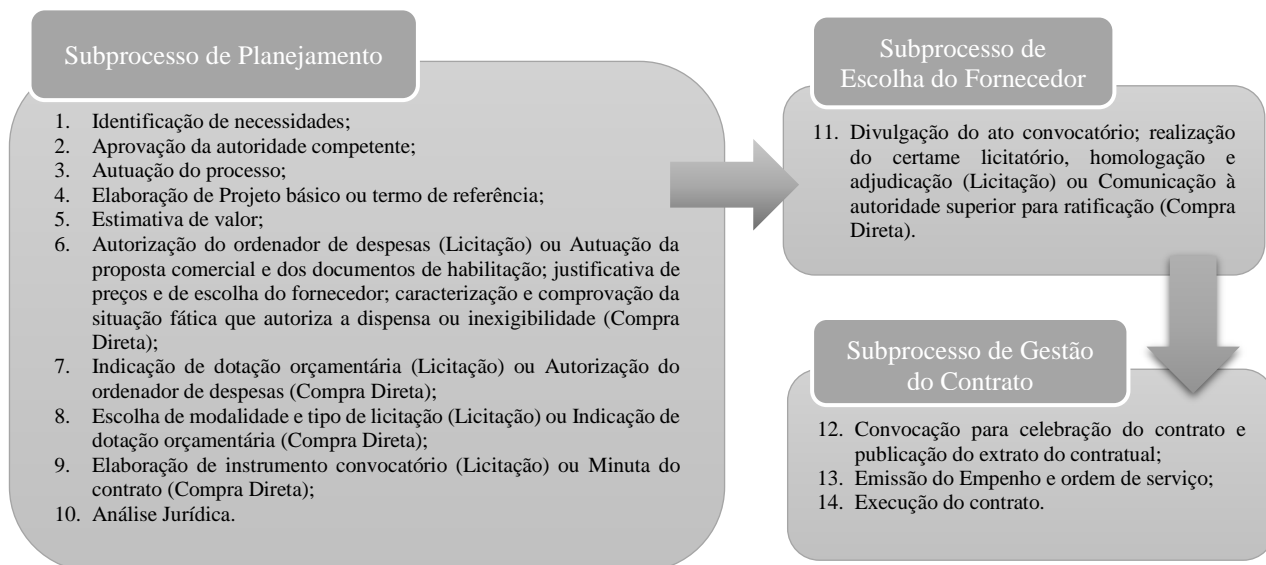 Subprocesso de Planejamento
1. Identificação de necessidades;
2. Aprovação da autoridade competente;
3. Autuação do processo;
4. Elaboração de Projeto básico ou termo de referência;
5. Estimativa de valor;
6. Autorização do ordenador de despesas (Licitação) ou Autuação da
proposta comercial e dos documentos de habilitação; justificativa de
preços e de escolha do fornecedor; caracterização e comprovação da
situação fática que autoriza a dispensa ou inexigibilidade (Compra
Direta);
7. Indicação de dotação orçamentária (Licitação) ou Autorização do
ordenador de despesas (Compra Direta);
8. Escolha de modalidade e tipo de licitação (Licitação) ou Indicação de
dotação orçamentária (Compra Direta);
9. Elaboração de instrumento convocatório (Licitação) ou Minuta do
contrato (Compra Direta);
10. Análise Jurídica.
Subprocesso de
Escolha do Fornecedor
11. Divulgação do ato convocatório; realização
do certame licitatório, homologação e
adjudicação (Licitação) ou Comunicação à
autoridade superior para ratificação (Compra
Direta).
Subprocesso de Gestão
do Contrato
12. Convocação para celebração do contrato e
publicação do extrato do contratual;
13. Emissão do Empenho e ordem de serviço;
14. Execução do contrato.